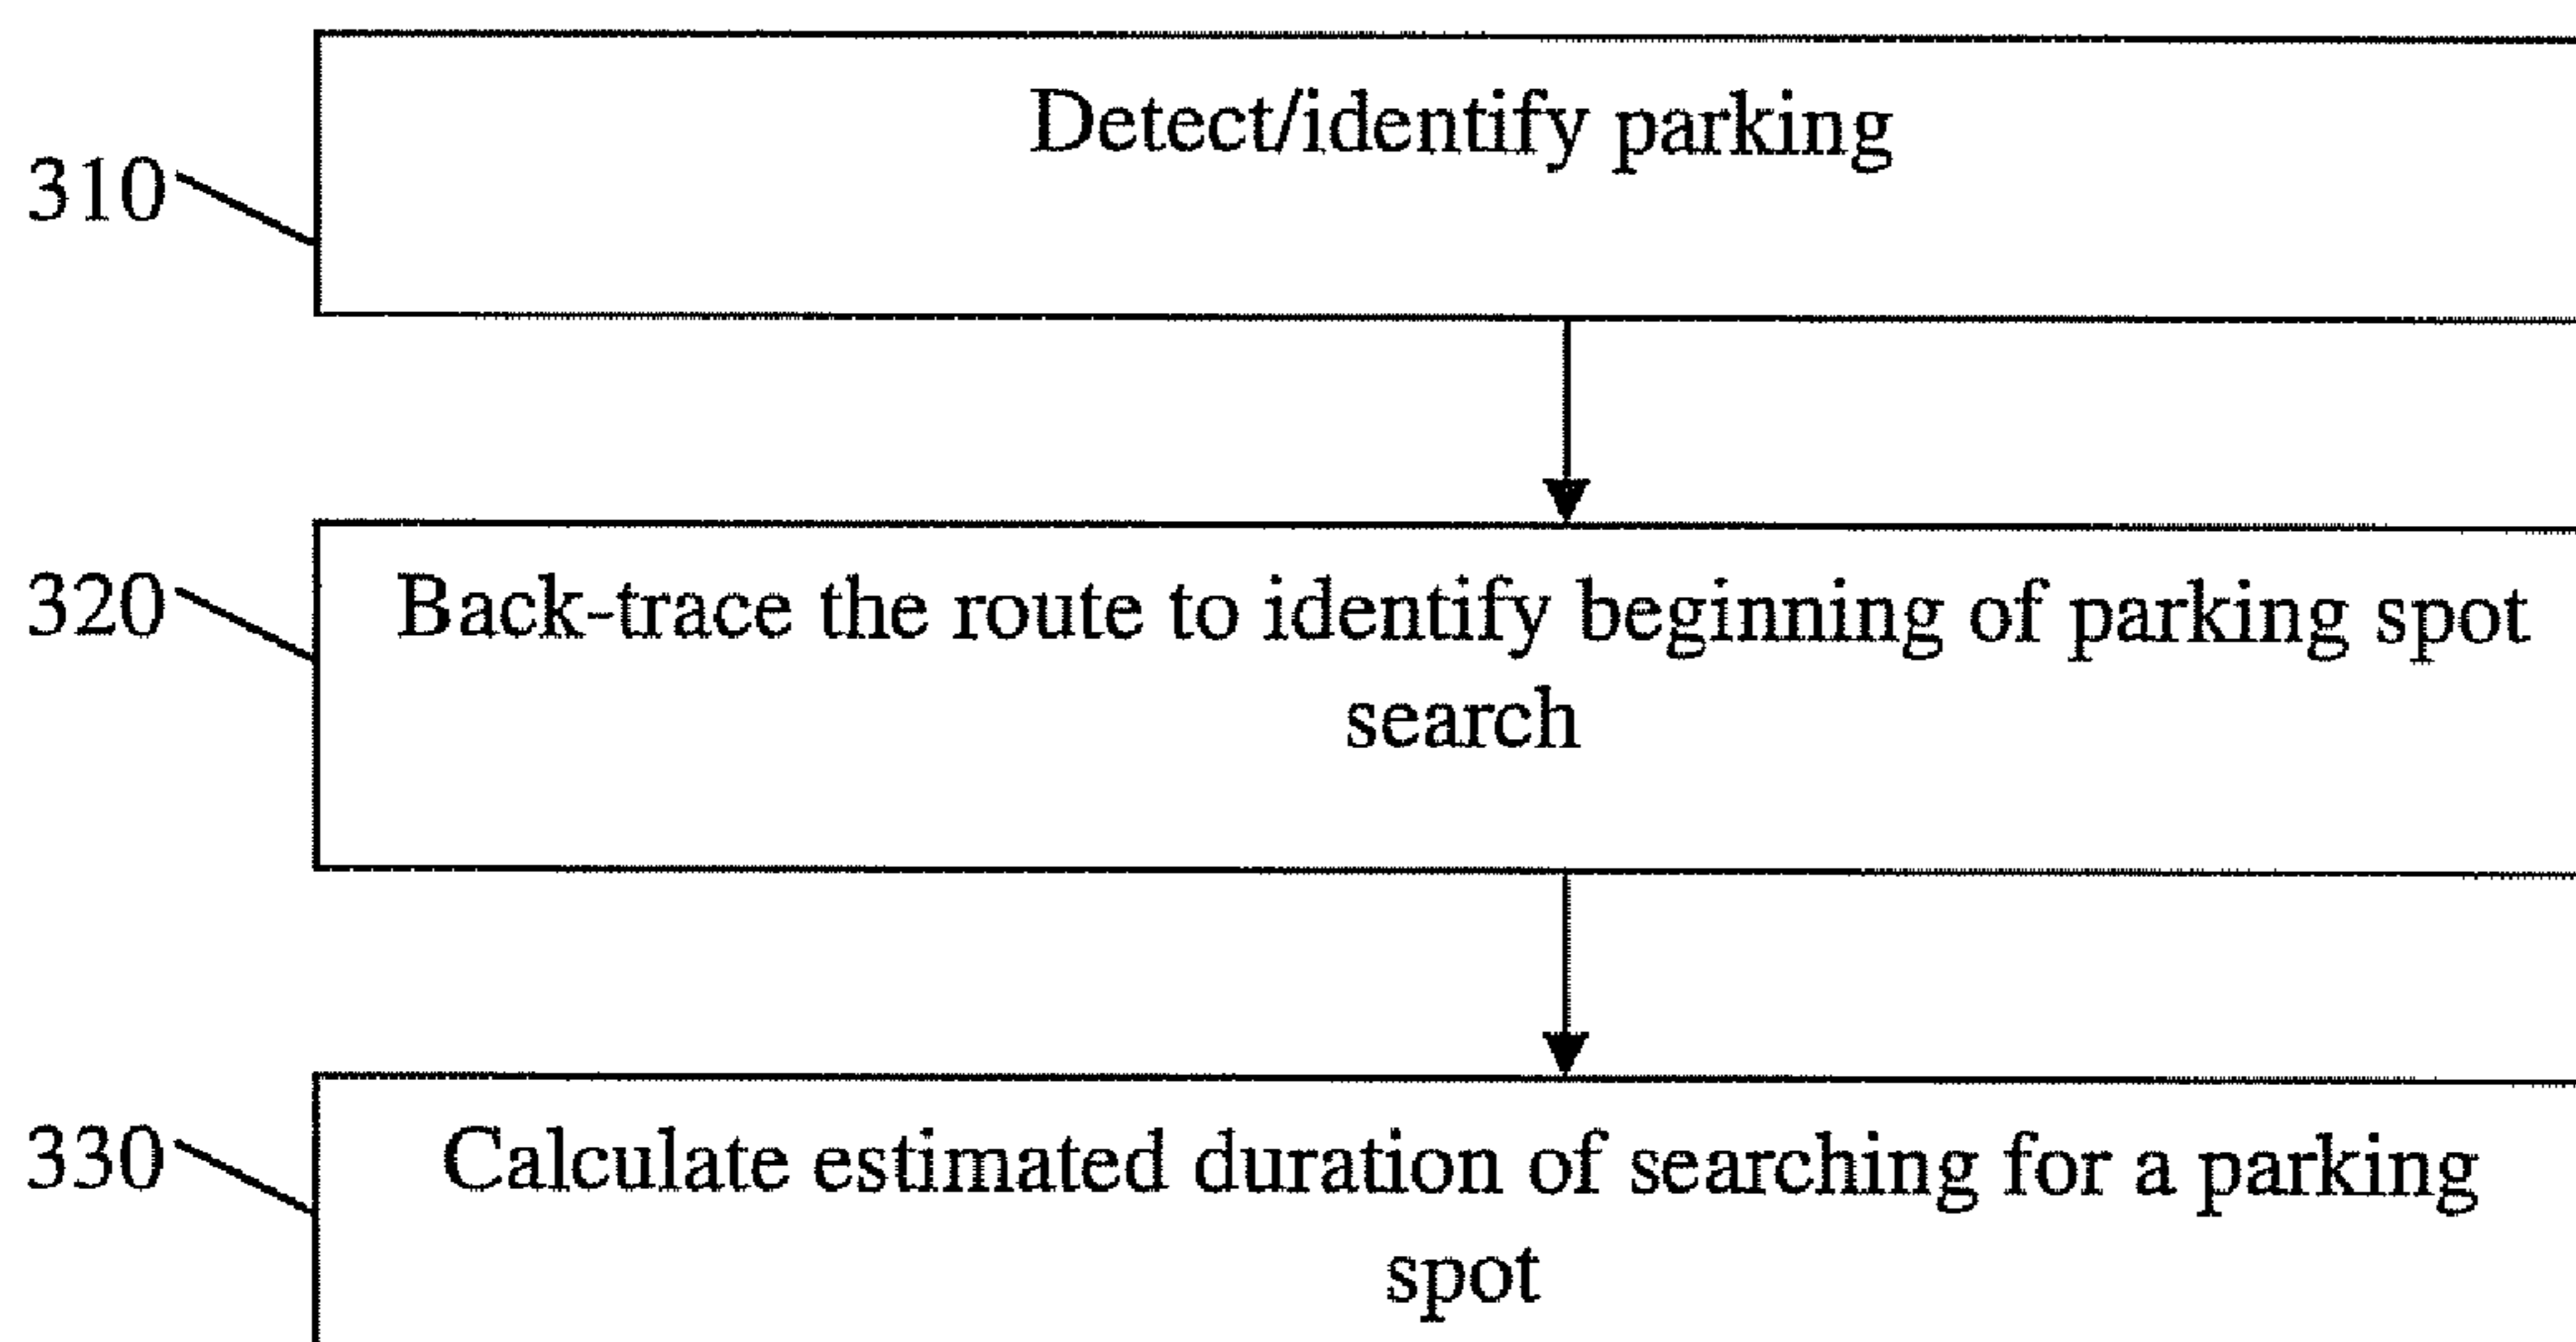 Detect/identify parking
310
Back-trace the route to identify beginning of parking spot
320
search
Calculate estimated duration of searching for a parking
330
spot